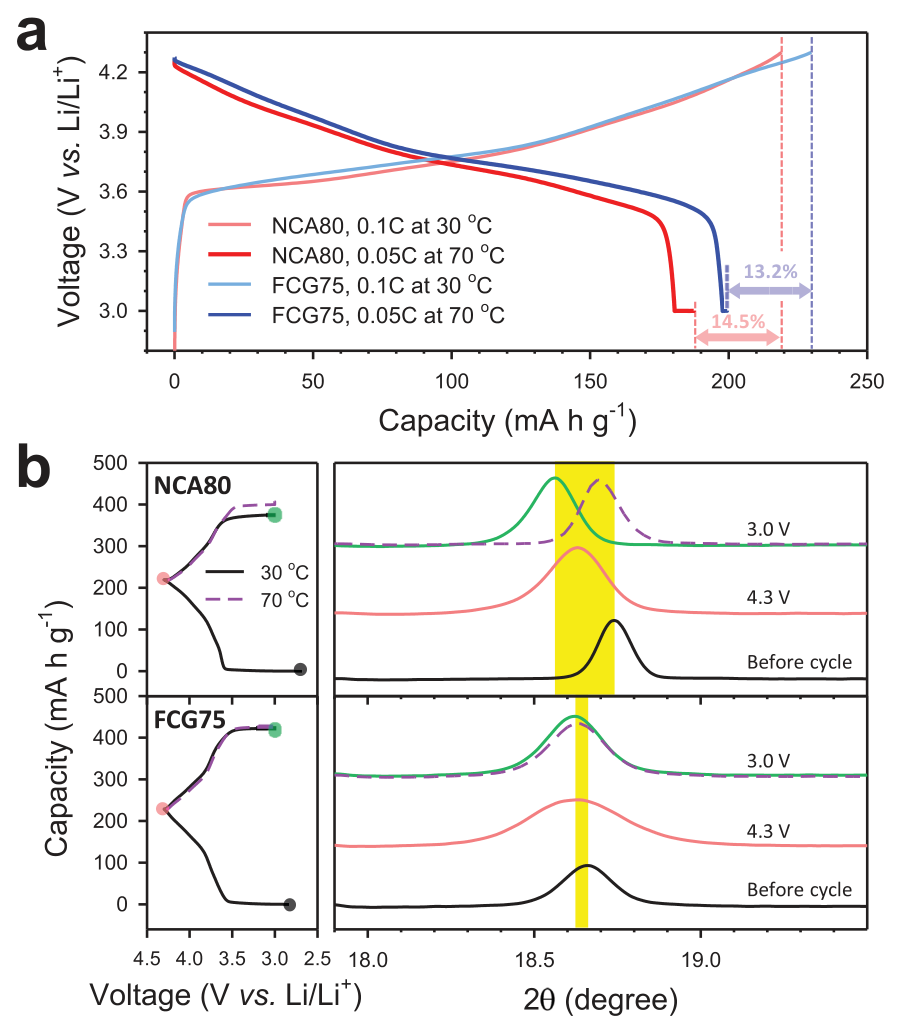 a
Voltage (V vs. Li/Li+)
4.2
3.9
3.6
3.3
3.0
NCA80, 0.1C at 30 °C
NCA80, 0.05C at 70 °C
FCG75, 0.1C at 30 °C
FCG75, 0.05C at 70 °C
13.2%
14.5%
0 50 100 150 200 250
Capacity (mA h g-1)
b
Capacity (mA h g-1)
500
400
300
200
100
0
NCA80
30 °C
70 °C
3.0 V
4.3 V
Before cycle
500
400
300
200
100
0
FCG75
3.0 V
4.3 V
Before cycle
4.5 4.0 3.5 3.0 2.5
18.0 18.5 19.0
Voltage (V vs. Li/Li+)
2θ (degree)